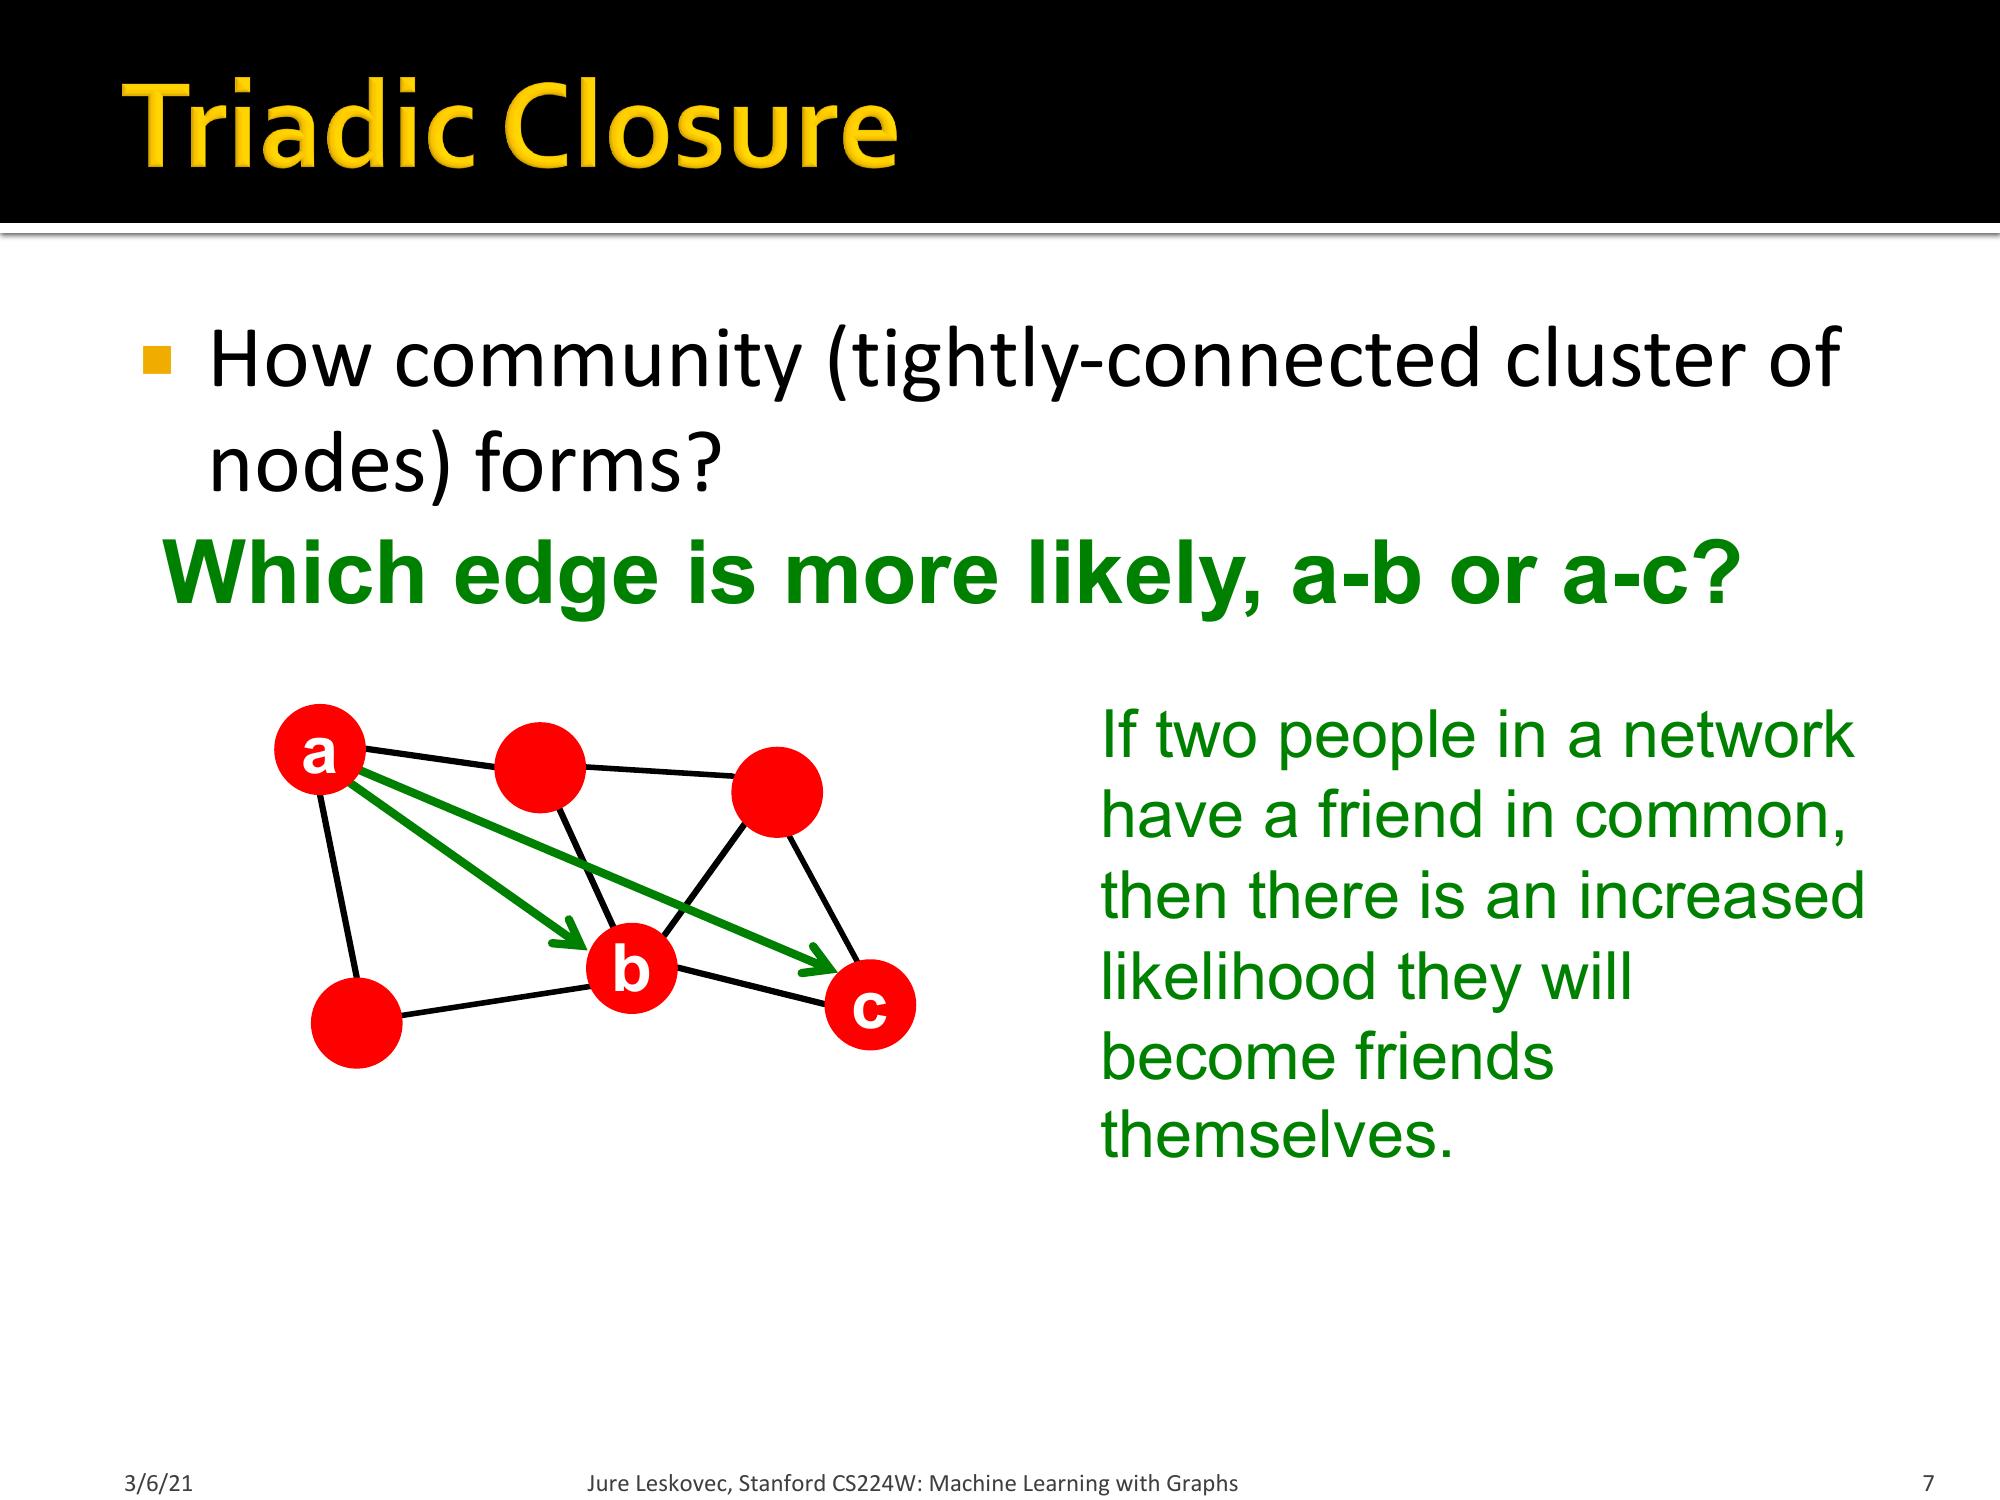 Triadic Closure
How community (tightly-connected cluster of
nodes) forms?
Which edge is more likely, a-b or a-c?
a
b
c
If two people in a network
have a friend in common,
then there is an increased
likelihood they will
become friends
themselves.
3/6/21
Jure Leskovec, Stanford CS224W: Machine Learning with Graphs
7